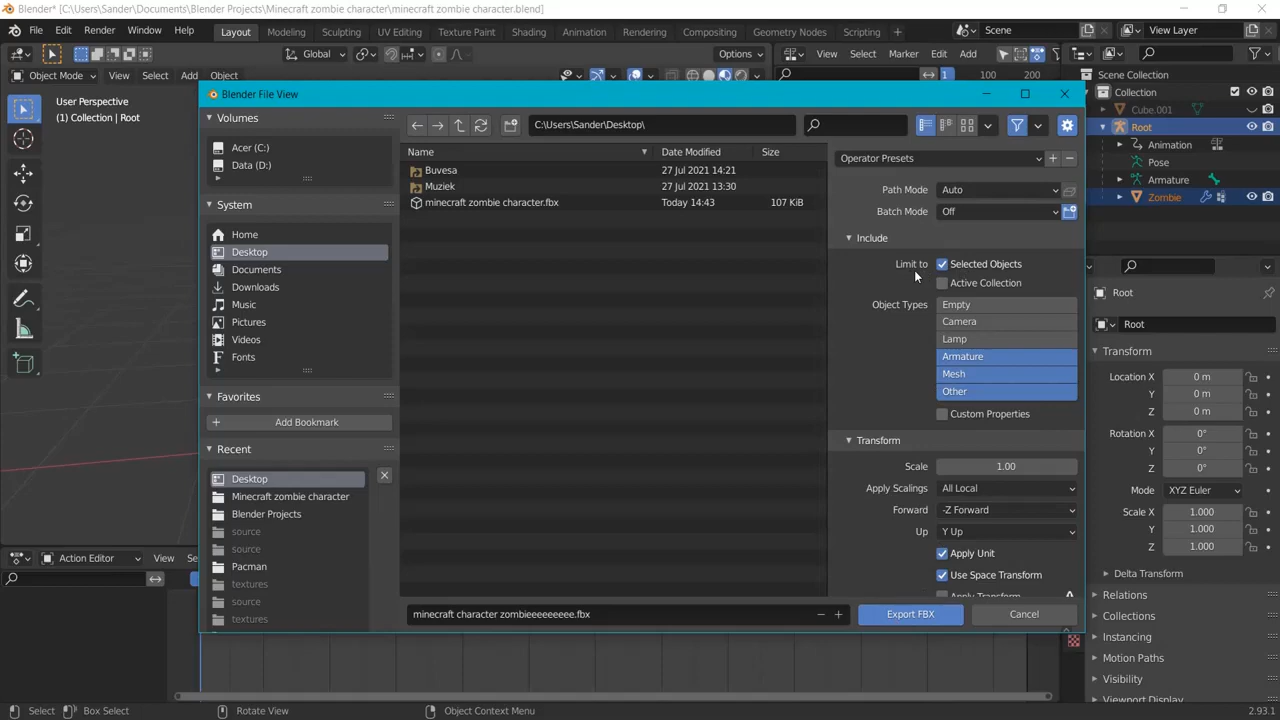 Blender* [C:\Users\Sander\Documents\Blender Projects\Minecraft zombie character\minecraft zombie character.blend]
File Edit Render Window Help Layout Modeling Sculpting UV Editing Texture Paint Shading Animation Rendering Compositing Geometry Nodes Scripting + Scene View Layer
Global Options View Select Marker Edit Add
Object Mode View Select Add Object 1 100 200
Scene Collection
Collection
Cube.001
Root
Animation
Pose
Armature
Zombie
User Perspective
(1) Collection | Root
Blender File View
Volumes
Acer (C:)
Data (D:)
System
Home
Desktop
Documents
Downloads
Music
Pictures
Videos
Fonts
Favorites
Add Bookmark
Recent
Desktop
Minecraft zombie character
Blender Projects
source
source
Pacman
textures
source
textures
C:\Users\Sander\Desktop\
Name Date Modified Size
Buvesa 27 Jul 2021 14:21
Muziek 27 Jul 2021 13:30
minecraft zombie character.fbx Today 14:43 107 KiB
minecraft character zombieeeeeeeee.fbx
Operator Presets
Path Mode Auto
Batch Mode Off
Include
Limit to Selected Objects
Active Collection
Object Types Empty
Camera
Lamp
Armature
Mesh
Other
Custom Properties
Transform
Scale 1.00
Apply Scalings All Local
Forward -Z Forward
Up Y Up
Apply Unit
Use Space Transform
Apply Transform
Export FBX Cancel
Root
Root
Transform
Location X 0 m
Y 0 m
Z 0 m
Rotation X 0°
Y 0°
Z 0°
Mode XYZ Euler
Scale X 1.000
Y 1.000
Z 1.000
Delta Transform
Relations
Collections
Instancing
Motion Paths
Visibility
Viewport Display
Action Editor View Se
Select Box Select Rotate View Object Context Menu 2.93.1